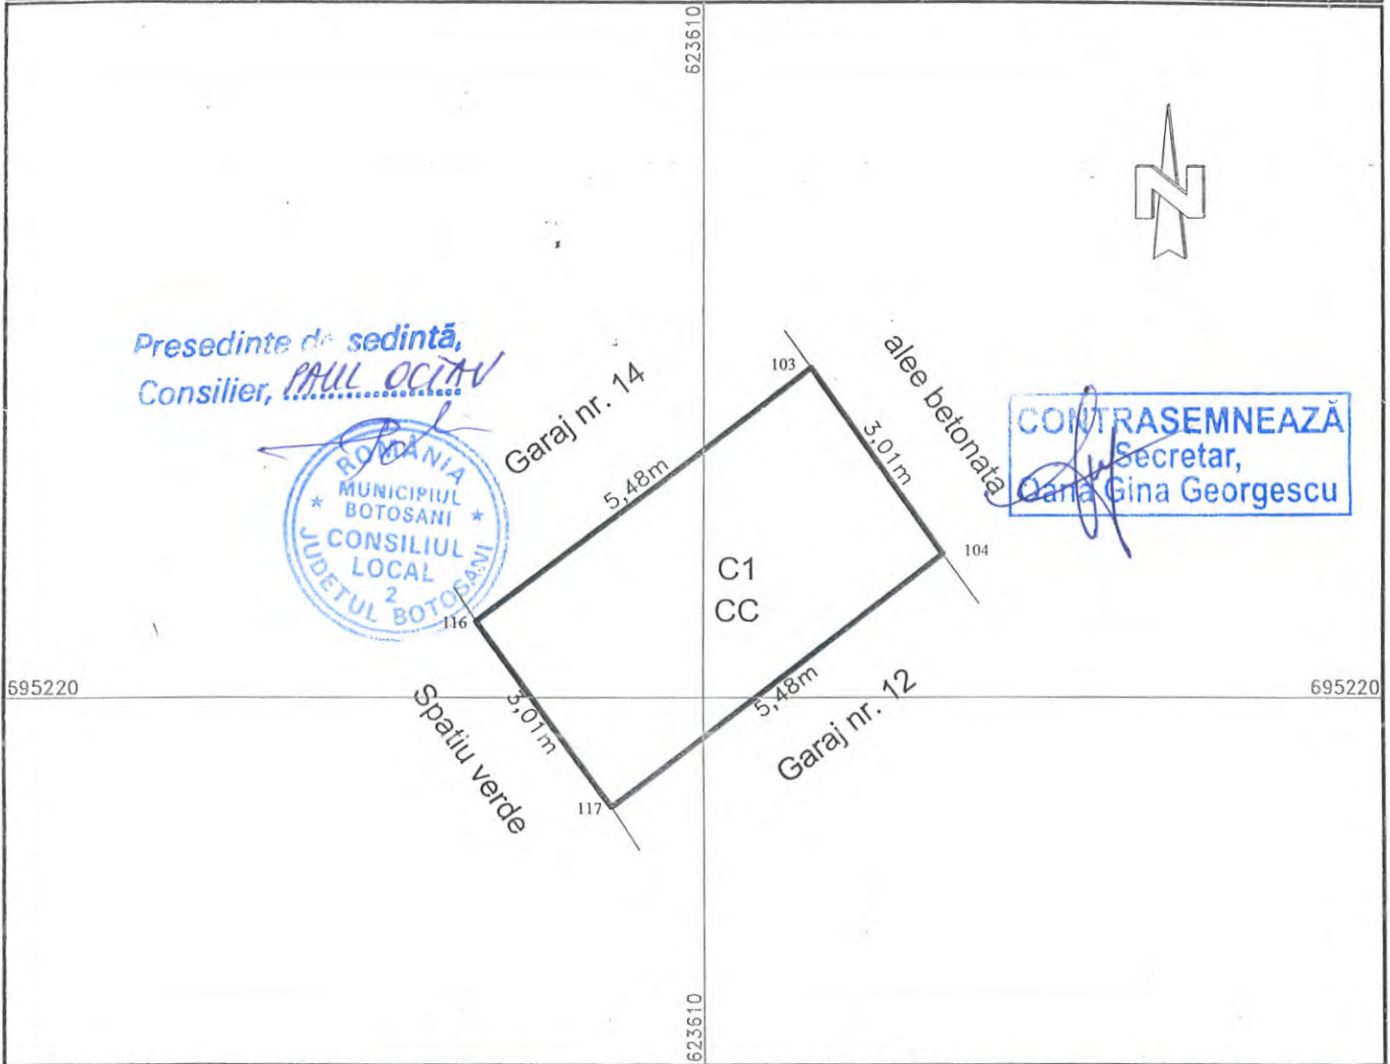 623610
N
Presedinte de sedintă,
Consilier, PAUL OCTAV
Garaj nr. 14
103
alee betonata
3,01m
5,48m
CONTRASEMNEAZĂ
Secretar,
Oana Gina Georgescu
ROMÂNIA
MUNICIPIUL
BOTOSANI
CONSILIUL
LOCAL
2
JUDETUL BOTOSANI
C1
CC
104
116
695220
695220
Spatiu verde
3,01m
5,48m
Garaj nr. 12
117
623610